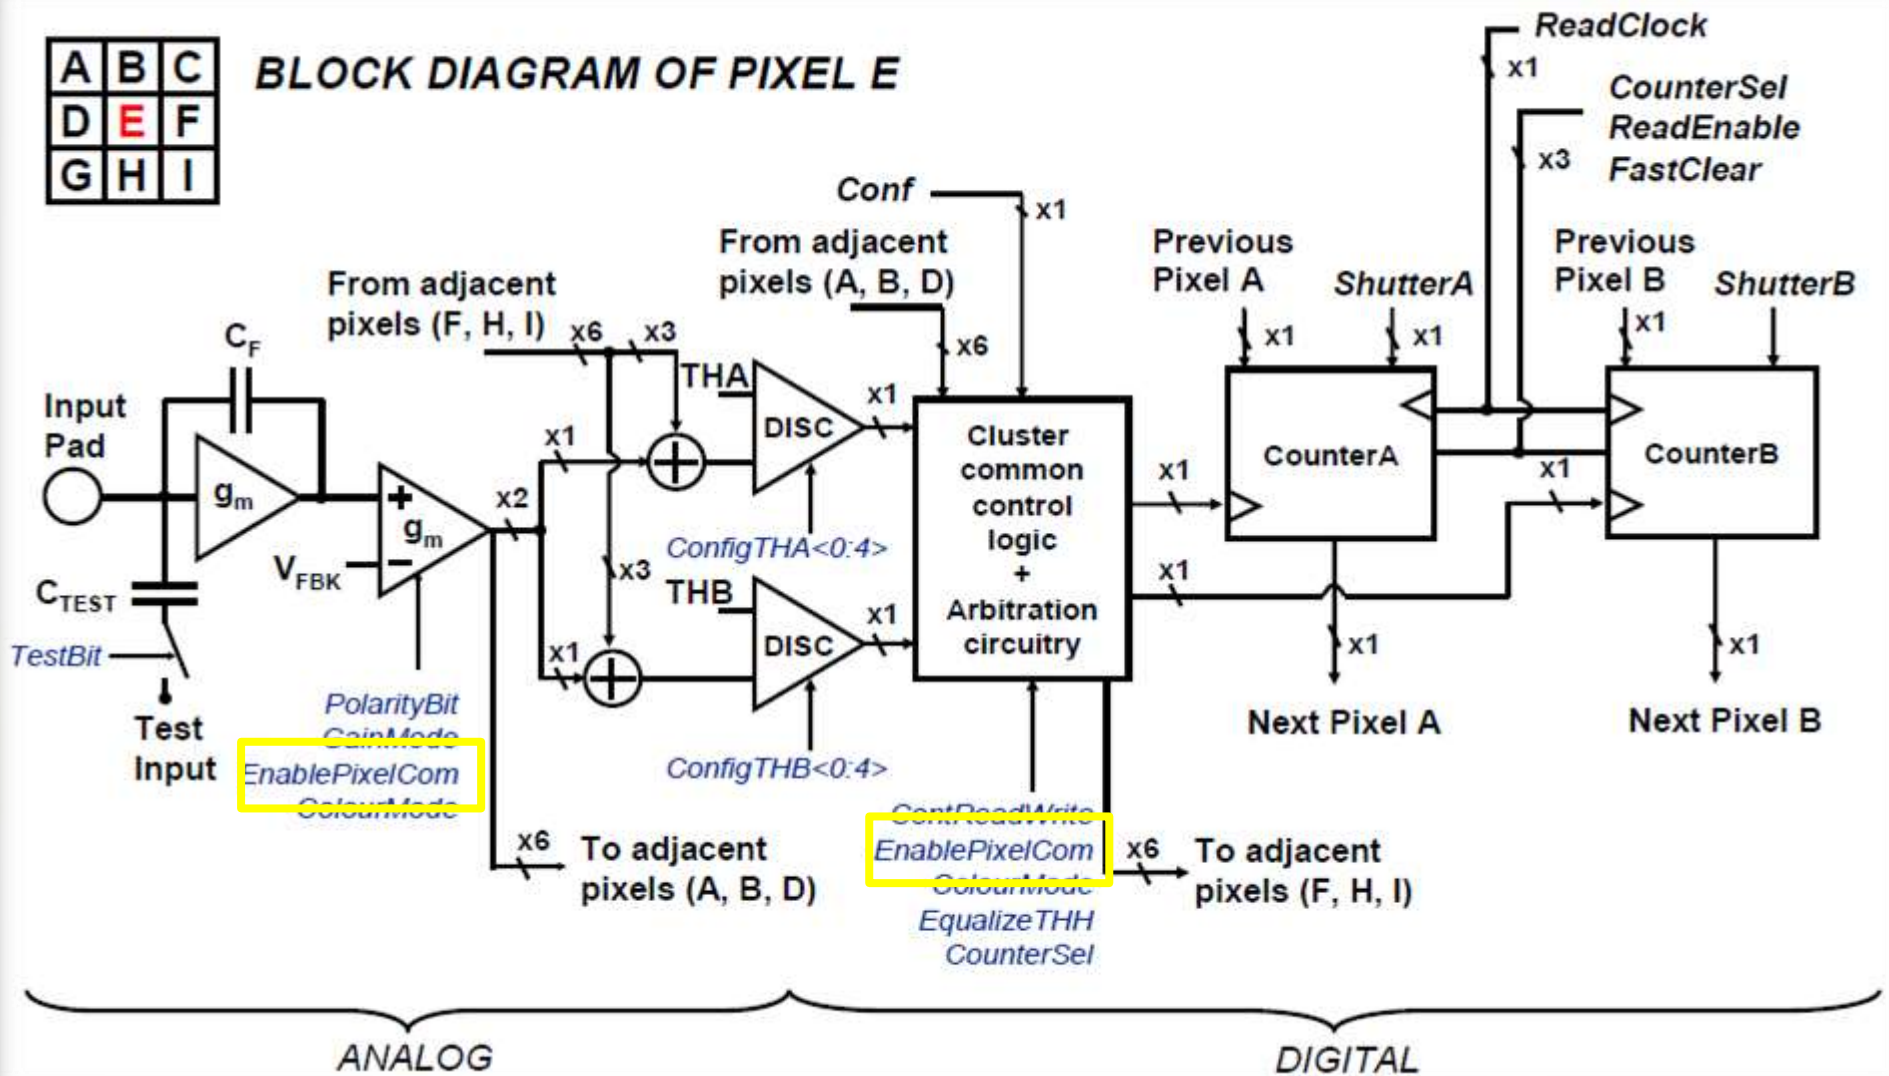 A B C
D E F
G H I
BLOCK DIAGRAM OF PIXEL E
ReadClock
x1
CounterSel
ReadEnable
FastClear
x3
Conf
x1
From adjacent
pixels (A, B, D)
x6
Previous
Pixel A
x1
ShutterA
x1
Previous
Pixel B
x1
ShutterB
From adjacent
pixels (F, H, I)
x6
x3
CF
Input
Pad
gm
VFBK
+
gm
−
x2
x1
x1
x3
THA
DISC
x1
ConfigTHA<0:4>
THB
DISC
x1
ConfigTHB<0:4>
Cluster
common
control
logic
+
Arbitration
circuitry
x1
x1
CounterA
x1
CounterB
x1
Next Pixel A
x1
Next Pixel B
CTEST
TestBit
Test
Input
PolarityBit
GainMode
EnablePixelCom
ColourMode
x6
To adjacent
pixels (A, B, D)
ContReadWrite
EnablePixelCom
ColourMode
EqualizeTHH
CounterSel
x6
To adjacent
pixels (F, H, I)
ANALOG
DIGITAL